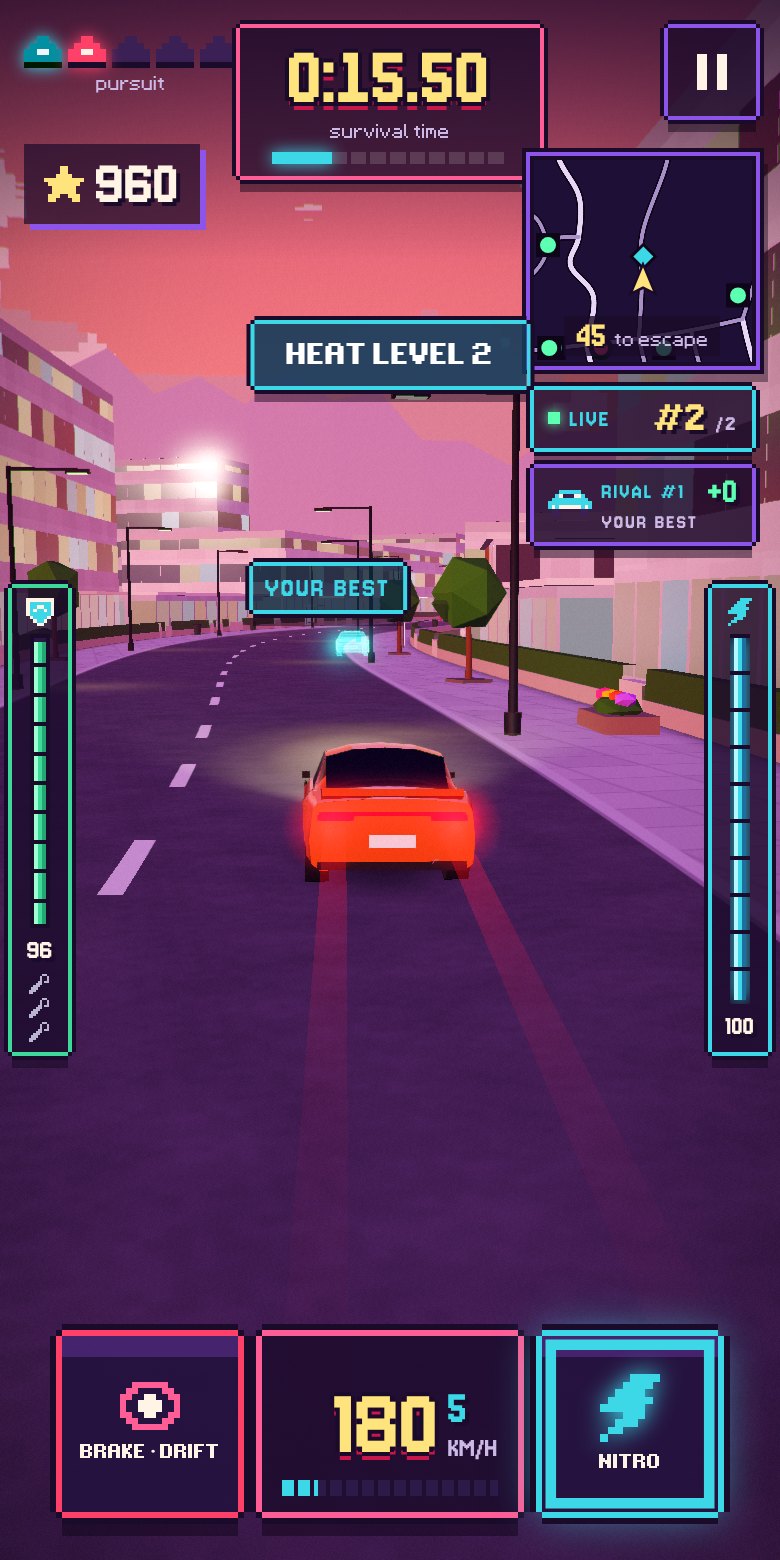 0:15.50
pursuit
survival time
960
45 to escape
HEAT LEVEL 2
LIVE #2 /2
RIVAL #1 +0
YOUR BEST
YOUR BEST
96
100
180 5
KM/H
BRAKE · DRIFT
NITRO